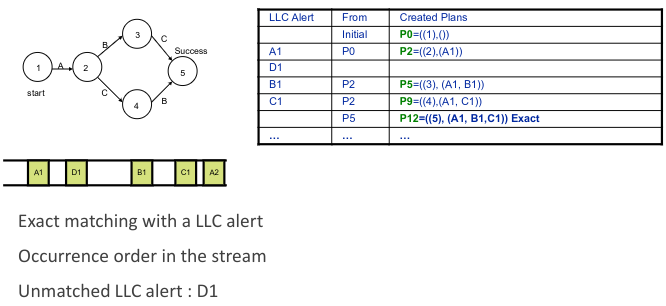 LLC Alert From Created Plans
Initial P0=((1),())
A1 P0 P2=((2),(A1))
D1
B1 P2 P5=((3), (A1, B1))
C1 P2 P9=((4),(A1, C1))
P5 P12=((5), (A1, B1,C1)) Exact
... ... ...
3
B C
Success
1 A 2 5
start
C B
4
A1 D1 B1 C1 A2
Exact matching with a LLC alert
Occurrence order in the stream
Unmatched LLC alert : D1